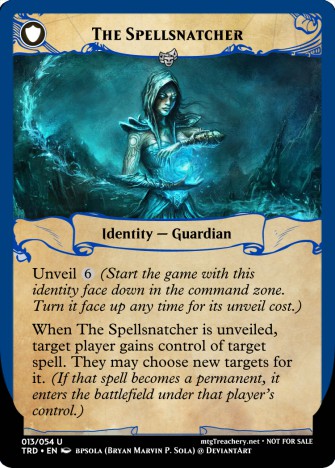 The Spellsnatcher
Identity — Guardian
Unveil 6 (Start the game with this
identity face down in the command zone.
Turn it face up any time for its unveil cost.)
When The Spellsnatcher is unveiled,
target player gains control of target
spell. They may choose new targets for
it. (If that spell becomes a permanent, it
enters the battlefield under that player's
control.)
013/054 U
mtgTreachery.net • NOT FOR SALE
TRD • EN bpsola (Bryan Marvin P. Sola) @ DeviantArt